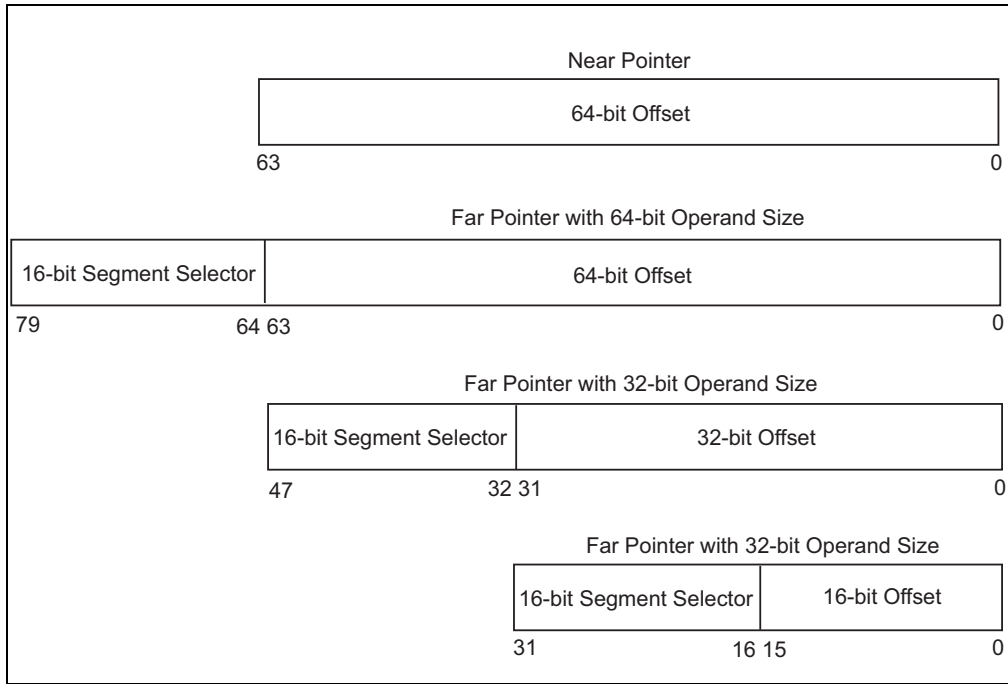 Near Pointer
64-bit Offset
63 0
Far Pointer with 64-bit Operand Size
16-bit Segment Selector 64-bit Offset
79 64 63 0
Far Pointer with 32-bit Operand Size
16-bit Segment Selector 32-bit Offset
47 32 31 0
Far Pointer with 32-bit Operand Size
16-bit Segment Selector 16-bit Offset
31 16 15 0